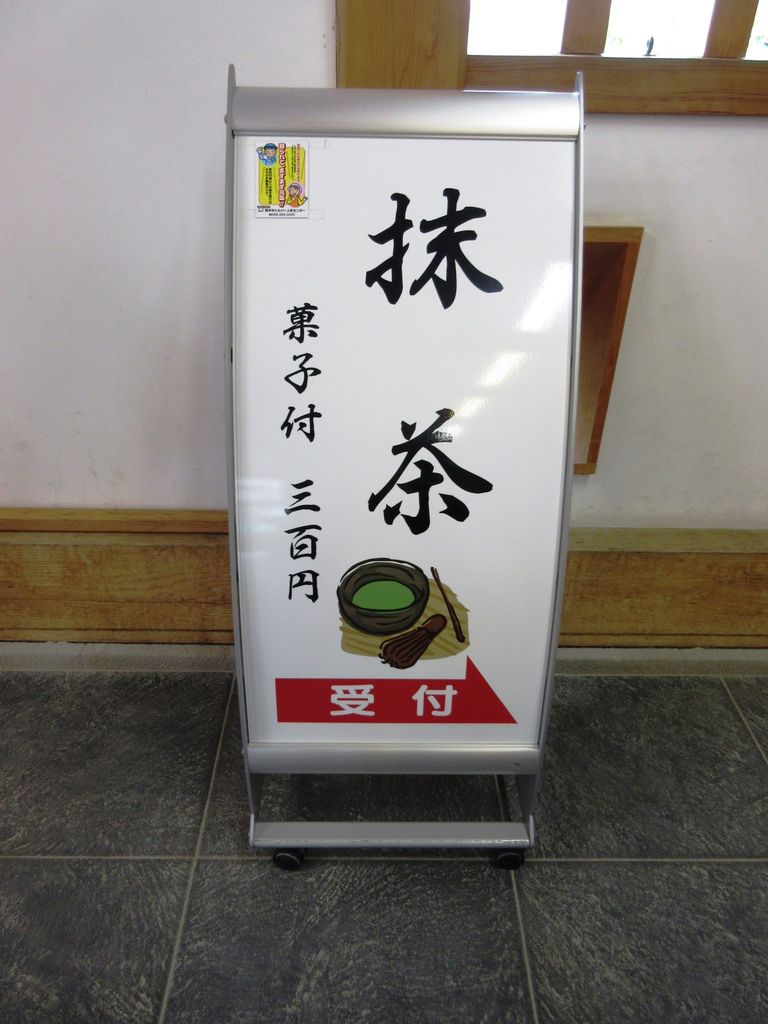 抹茶
菓子付 三百円
受付